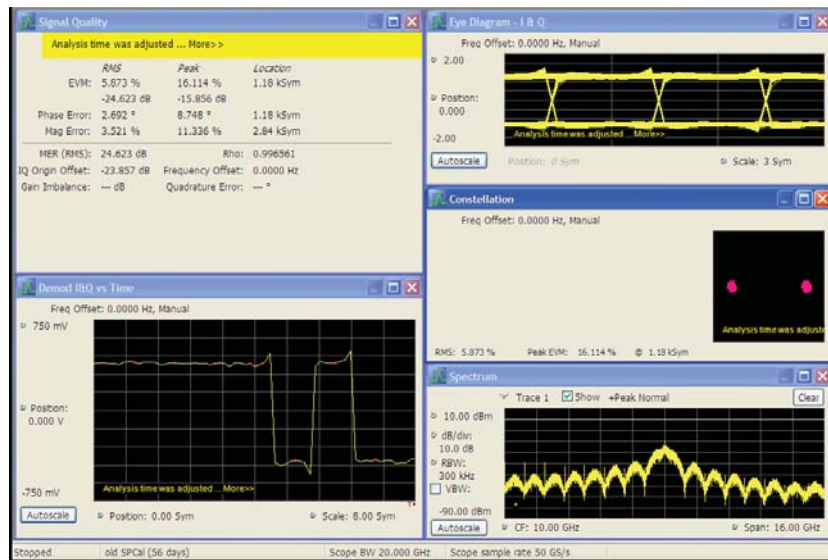 Signal Quality
Analysis time was adjusted ... More>>
RMS Peak Location
EVM: 5.873 % 16.114 % 1.18 kSym
-24.623 dB -15.856 dB
Phase Error: 2.692 ° 8.748 ° 1.18 kSym
Mag Error: 3.521 % 11.336 % 2.84 kSym
MER (RMS): 24.623 dB Rho: 0.996561
IQ Origin Offset: -23.857 dB Frequency Offset: 0.0000 Hz
Gain Imbalance: --- dB Quadrature Error: --- °
Eye Diagram - I & Q
Freq Offset: 0.0000 Hz, Manual
2.00
Position:
0.000
-2.00
Analysis time was adjusted ... More>>
Autoscale Position: 0 Sym Scale: 3 Sym
Constellation
Freq Offset: 0.0000 Hz, Manual
Analysis time was adjuste
RMS: 5.873 % Peak EVM: 16.114 % @ 1.18 kSym
Demod I&Q vs Time
Freq Offset: 0.0000 Hz, Manual
750 mV
Position:
0.000 V
-750 mV
Analysis time was adjusted ... More>>
Autoscale Position: 0.00 Sym Scale: 8.00 Sym
Spectrum
Trace 1 Show +Peak Normal Clear
10.00 dBm
dB/div:
10.0 dB
RBW:
300 kHz
VBW:
-90.00 dBm
Autoscale CF: 10.00 GHz Span: 16.00 GHz
Stopped old SPCal (56 days) Scope BW 20.000 GHz Scope sample rate 50 GS/s